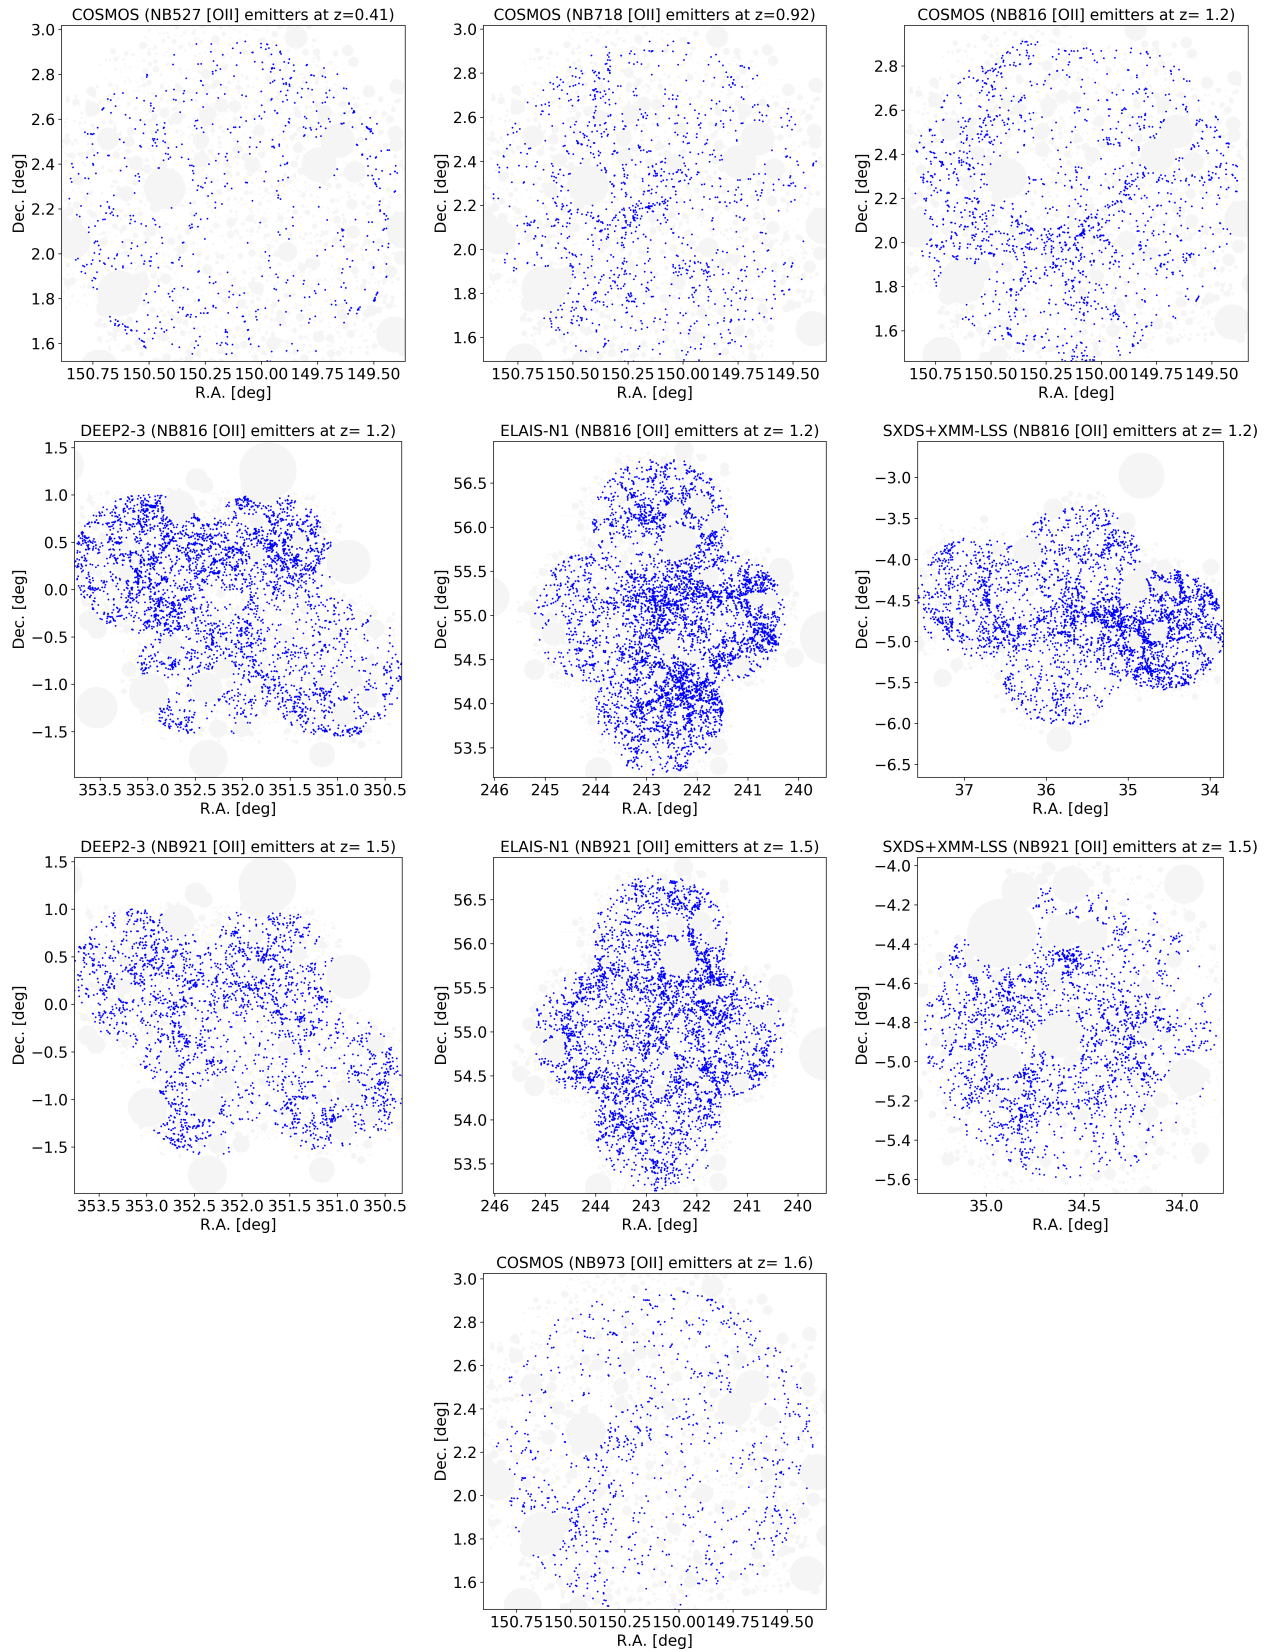 COSMOS (NB527 [OII] emitters at z=0.41)
3.0
2.8
2.6
2.4
2.2
2.0
1.8
1.6
Dec. [deg]
150.75 150.50 150.25 150.00 149.75 149.50
R.A. [deg]
COSMOS (NB718 [OII] emitters at z=0.92)
3.0
2.8
2.6
2.4
2.2
2.0
1.8
1.6
Dec. [deg]
150.75 150.50 150.25 150.00 149.75 149.50
R.A. [deg]
COSMOS (NB816 [OII] emitters at z= 1.2)
2.8
2.6
2.4
2.2
2.0
1.8
1.6
Dec. [deg]
150.75 150.50 150.25 150.00 149.75 149.50
R.A. [deg]
DEEP2-3 (NB816 [OII] emitters at z= 1.2)
1.5
1.0
0.5
0.0
−0.5
−1.0
−1.5
Dec. [deg]
353.5 353.0 352.5 352.0 351.5 351.0 350.5
R.A. [deg]
ELAIS-N1 (NB816 [OII] emitters at z= 1.2)
56.5
56.0
55.5
55.0
54.5
54.0
53.5
Dec. [deg]
246 245 244 243 242 241 240
R.A. [deg]
SXDS+XMM-LSS (NB816 [OII] emitters at z= 1.2)
−3.0
−3.5
−4.0
−4.5
−5.0
−5.5
−6.0
−6.5
Dec. [deg]
37 36 35 34
R.A. [deg]
DEEP2-3 (NB921 [OII] emitters at z= 1.5)
1.5
1.0
0.5
0.0
−0.5
−1.0
−1.5
Dec. [deg]
353.5 353.0 352.5 352.0 351.5 351.0 350.5
R.A. [deg]
ELAIS-N1 (NB921 [OII] emitters at z= 1.5)
56.5
56.0
55.5
55.0
54.5
54.0
53.5
Dec. [deg]
246 245 244 243 242 241 240
R.A. [deg]
SXDS+XMM-LSS (NB921 [OII] emitters at z= 1.5)
−4.0
−4.2
−4.4
−4.6
−4.8
−5.0
−5.2
−5.4
−5.6
Dec. [deg]
35.0 34.5 34.0
R.A. [deg]
COSMOS (NB973 [OII] emitters at z= 1.6)
3.0
2.8
2.6
2.4
2.2
2.0
1.8
1.6
Dec. [deg]
150.75 150.50 150.25 150.00 149.75 149.50
R.A. [deg]